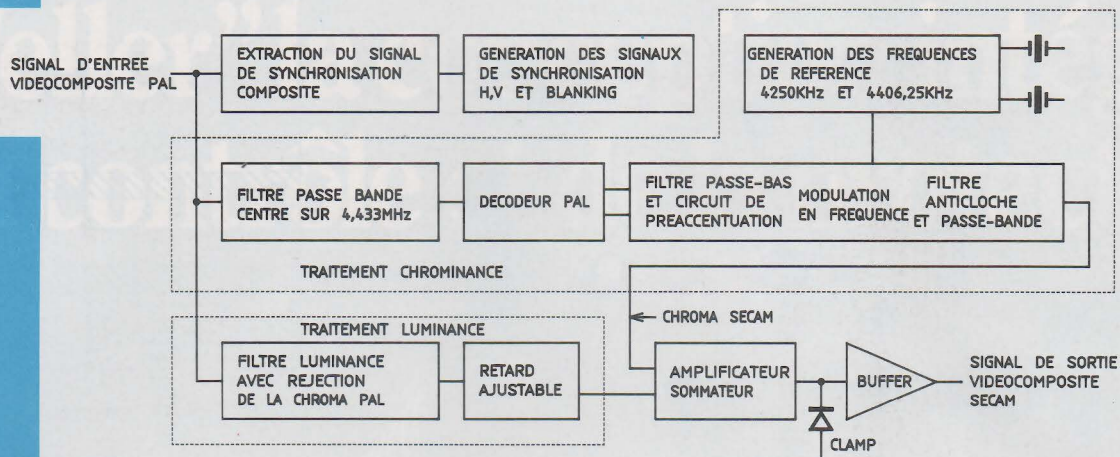 SIGNAL D'ENTREE
VIDEOCOMPOSITE PAL
EXTRACTION DU SIGNAL
DE SYNCHRONISATION
COMPOSITE
GENERATION DES SIGNAUX
DE SYNCHRONISATION
H,V ET BLANKING
GENERATION DES FREQUENCES
DE REFERENCE
4250KHz ET 4406,25KHz
FILTRE PASSE BANDE
CENTRE SUR 4,433MHz
DECODEUR PAL
FILTRE PASSE-BAS
ET CIRCUIT DE
PREACCENTUATION
MODULATION
EN FREQUENCE
FILTRE
ANTICLOCHE
ET PASSE-BANDE
TRAITEMENT CHROMINANCE
TRAITEMENT LUMINANCE
CHROMA SECAM
FILTRE LUMINANCE
AVEC REJECTION
DE LA CHROMA PAL
RETARD
AJUSTABLE
AMPLIFICATEUR
SOMMATEUR
BUFFER
SIGNAL DE SORTIE
VIDEOCOMPOSITE
SECAM
CLAMP